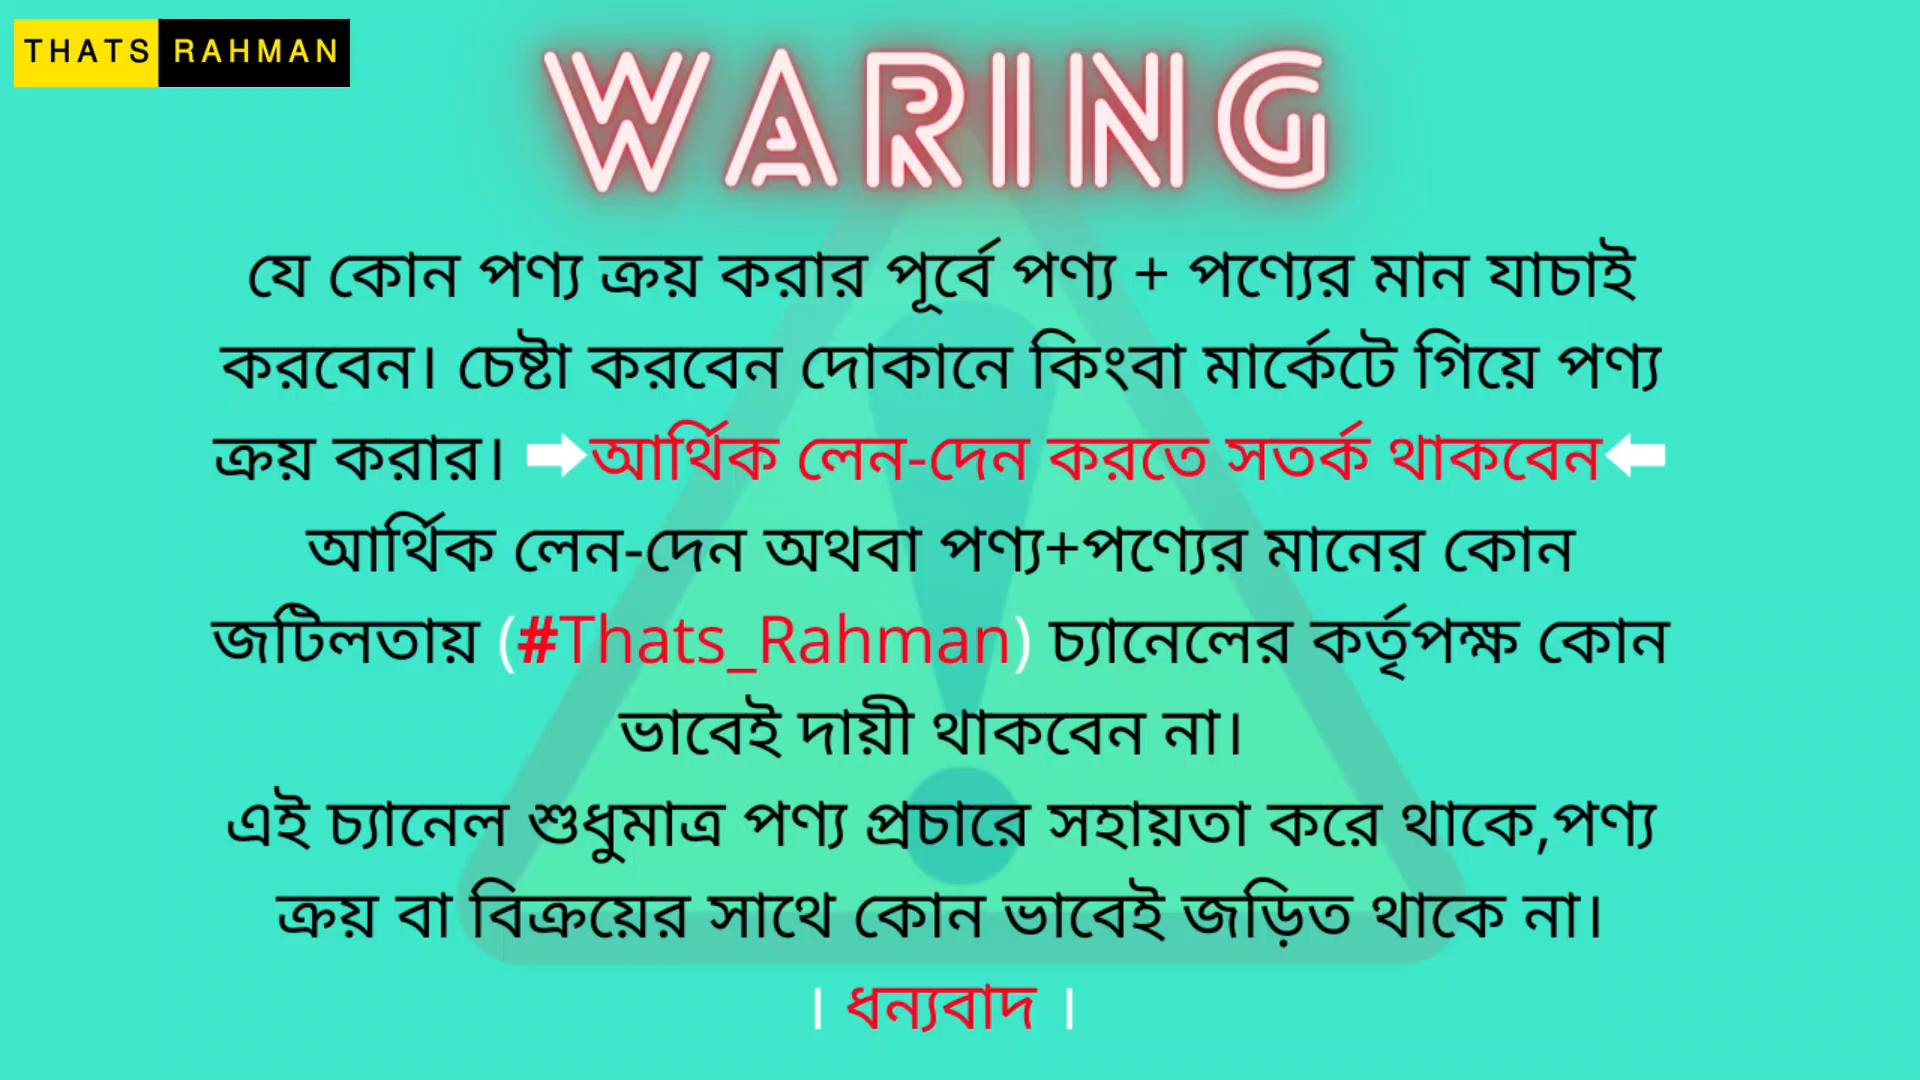 THATS RAHMAN
WARING
যে কোন পণ্য ক্রয় করার পূর্বে পণ্য + পণ্যের মান যাচাই
করবেন। চেষ্টা করবেন দোকানে কিংবা মার্কেটে গিয়ে পণ্য
ক্রয় করার। ➡আর্থিক লেন-দেন করতে সতর্ক থাকবেন⬅
আর্থিক লেন-দেন অথবা পণ্য+পণ্যের মানের কোন
জটিলতায় (#Thats_Rahman) চ্যানেলের কর্তৃপক্ষ কোন
ভাবেই দায়ী থাকবেন না।
এই চ্যানেল শুধুমাত্র পণ্য প্রচারে সহায়তা করে থাকে,পণ্য
ক্রয় বা বিক্রয়ের সাথে কোন ভাবেই জড়িত থাকে না।
। ধন্যবাদ ।